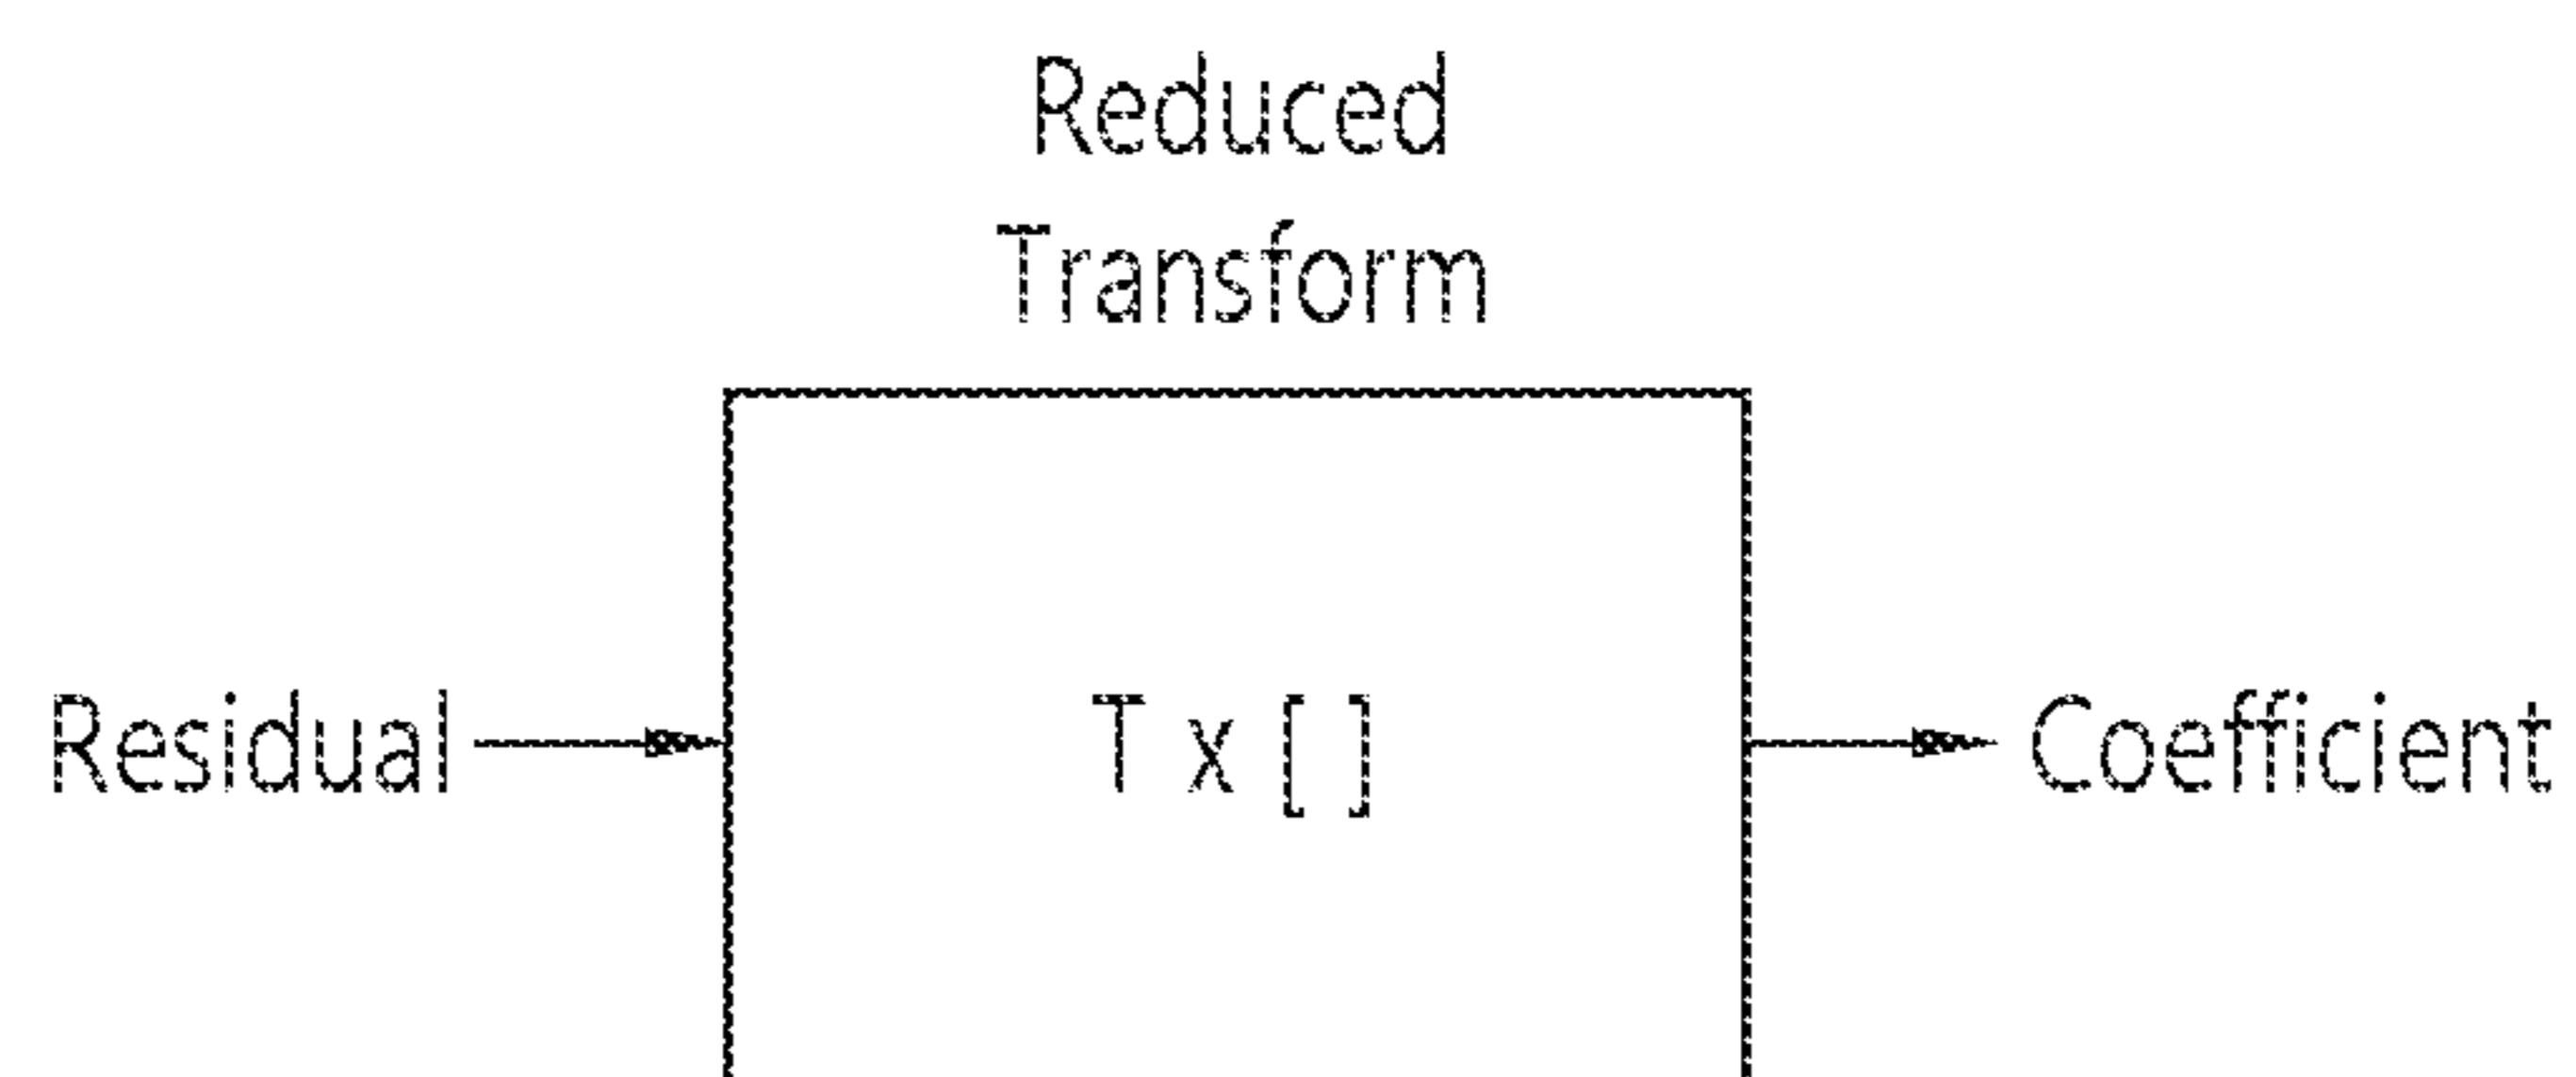 Reduced
Transform
Residual
T x [ ]
Coefficient